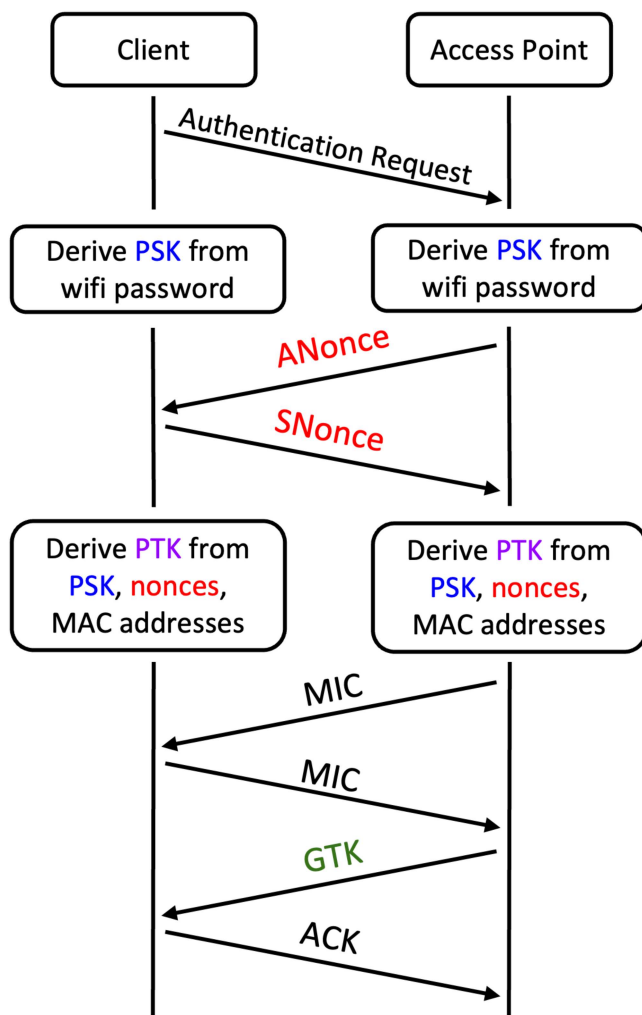 Client
Access Point
Authentication Request
Derive PSK from
wifi password
Derive PSK from
wifi password
ANonce
SNonce
Derive PTK from
PSK, nonces,
MAC addresses
Derive PTK from
PSK, nonces,
MAC addresses
MIC
MIC
GTK
ACK